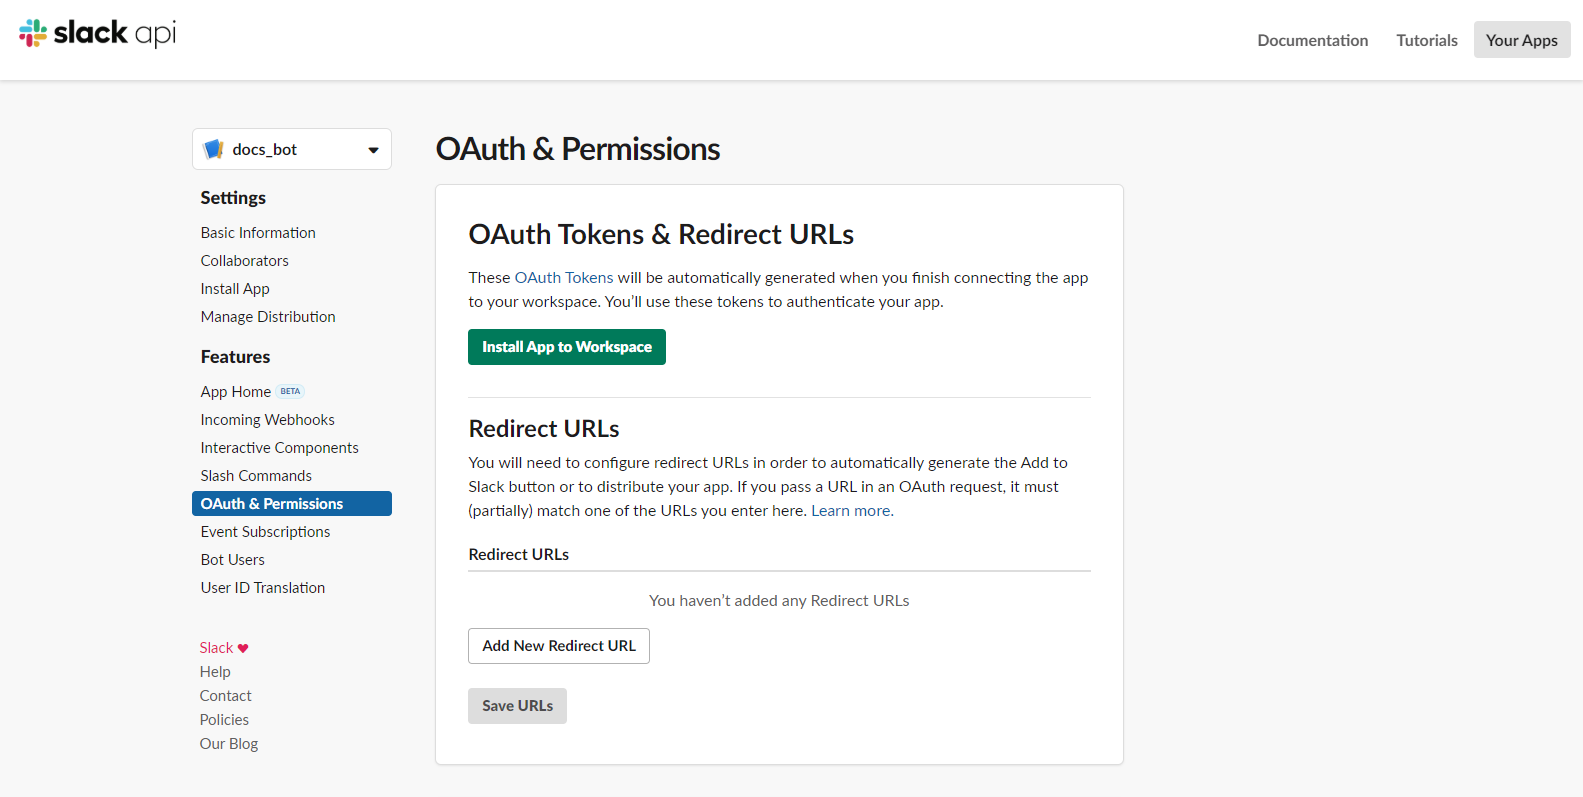 slack api
Documentation
Tutorials
Your Apps
docs_bot
Settings
Basic Information
Collaborators
Install App
Manage Distribution
Features
App Home BETA
Incoming Webhooks
Interactive Components
Slash Commands
OAuth & Permissions
Event Subscriptions
Bot Users
User ID Translation
Slack ♥
Help
Contact
Policies
Our Blog
OAuth & Permissions
OAuth Tokens & Redirect URLs
These OAuth Tokens will be automatically generated when you finish connecting the app
to your workspace. You’ll use these tokens to authenticate your app.
Install App to Workspace
Redirect URLs
You will need to configure redirect URLs in order to automatically generate the Add to
Slack button or to distribute your app. If you pass a URL in an OAuth request, it must
(partially) match one of the URLs you enter here. Learn more.
Redirect URLs
You haven’t added any Redirect URLs
Add New Redirect URL
Save URLs